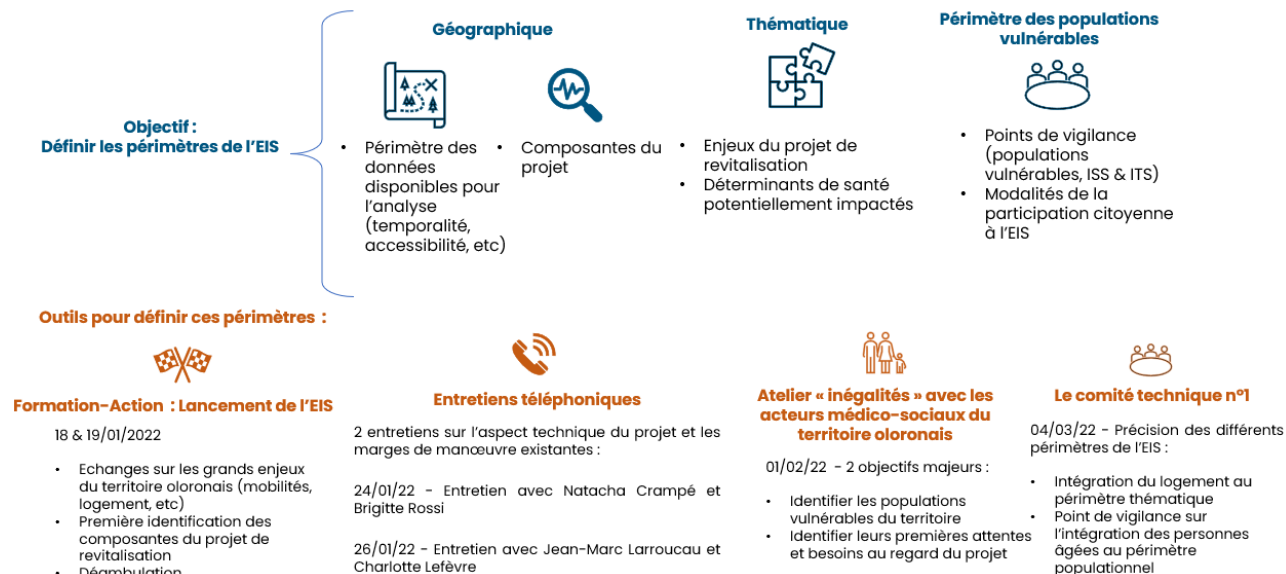 Géographique
Thématique
Périmètre des populations
vulnérables
Objectif :
Définir les périmètres de l'EIS
• Périmètre des
données
disponibles pour
l'analyse
(temporalité,
accessibilité, etc)
• Composantes du
projet
• Enjeux du projet de
revitalisation
• Déterminants de santé
potentiellement impactés
• Points de vigilance
(populations
vulnérables, ISS & ITS)
• Modalités de la
participation citoyenne
à l'EIS
Outils pour définir ces périmètres :
Formation-Action : Lancement de l'EIS
18 & 19/01/2022
• Echanges sur les grands enjeux
du territoire oloronais (mobilités,
logement, etc)
• Première identification des
composantes du projet de
revitalisation
• Déambulation
Entretiens téléphoniques
2 entretiens sur l'aspect technique du projet et les
marges de manœuvre existantes :
24/01/22 - Entretien avec Natacha Crampé et
Brigitte Rossi
26/01/22 - Entretien avec Jean-Marc Larroucau et
Charlotte Lefèvre
Atelier « inégalités » avec les
acteurs médico-sociaux du
territoire oloronais
01/02/22 - 2 objectifs majeurs :
• Identifier les populations
vulnérables du territoire
• Identifier leurs premières attentes
et besoins au regard du projet
Le comité technique n°1
04/03/22 - Précision des différents
périmètres de l'EIS :
• Intégration du logement au
périmètre thématique
• Point de vigilance sur
l'intégration des personnes
âgées au périmètre
populationnel